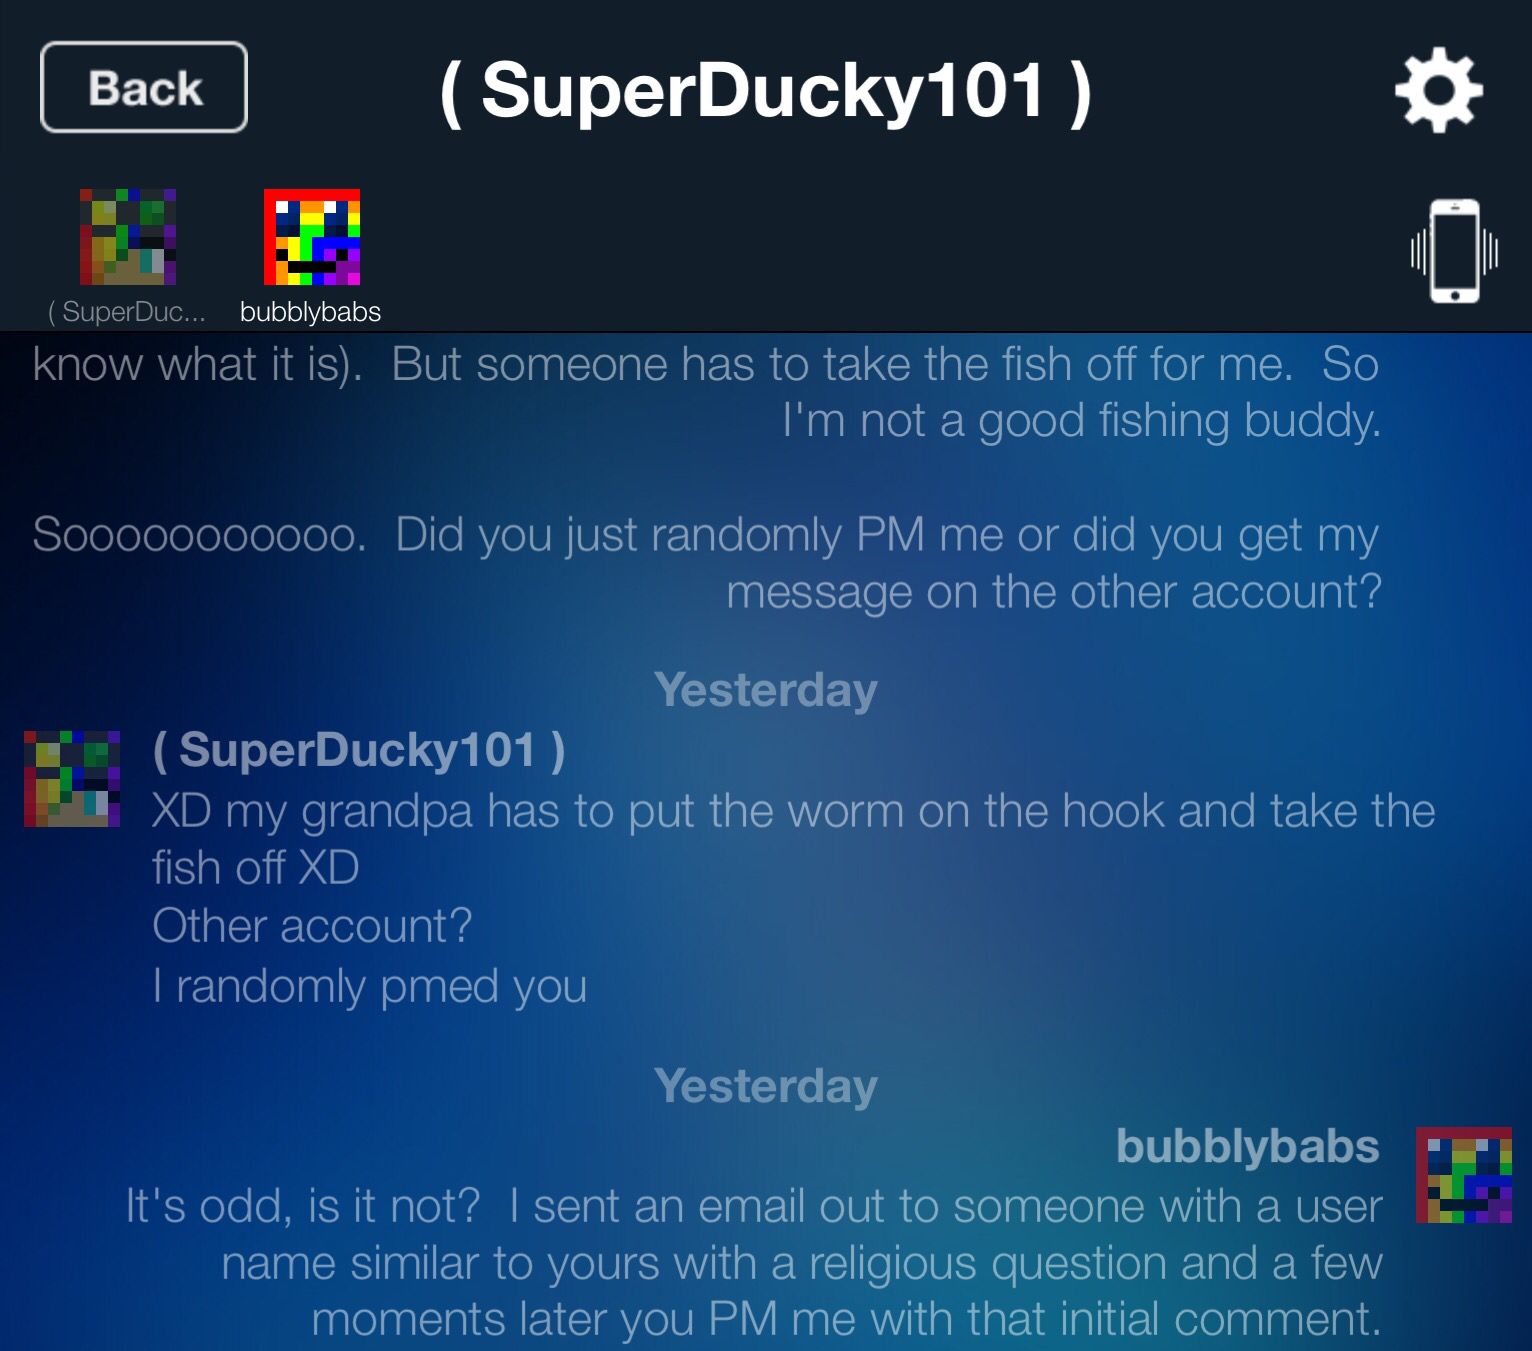 Back
( SuperDucky101 )
( SuperDuc...
bubblybabs
know what it is).  But someone has to take the fish off for me.  So
I'm not a good fishing buddy.
Sooooooooooo.  Did you just randomly PM me or did you get my
message on the other account?
Yesterday
( SuperDucky101 )
XD my grandpa has to put the worm on the hook and take the
fish off XD
Other account?
I randomly pmed you
Yesterday
bubblybabs
It's odd, is it not?  I sent an email out to someone with a user
name similar to yours with a religious question and a few
moments later you PM me with that initial comment.